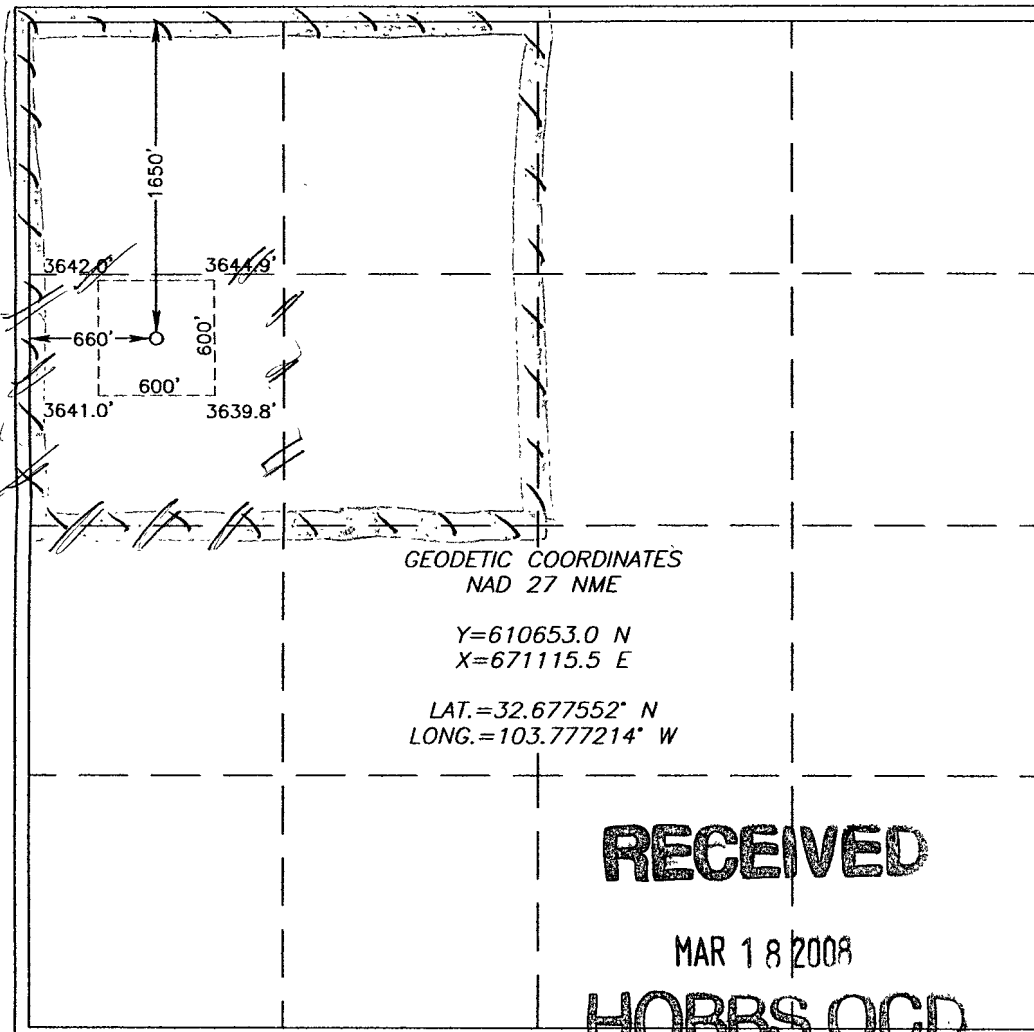 1650'
3642.0'
3644.9'
660'
600'
600'
3641.0'
3639.8'
GEODETIC COORDINATES
NAD 27 NME
Y=610653.0 N
X=671115.5 E
LAT.=32.677552° N
LONG.=103.777214° W
RECEIVED
MAR 18 2008
HOBBS OCD